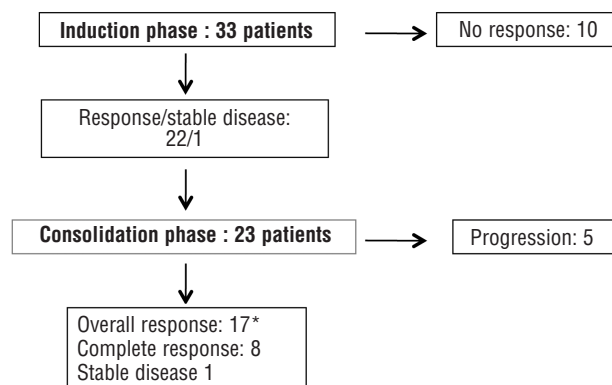 Induction phase : 33 patients
No response: 10
Response/stable disease:
22/1
Consolidation phase : 23 patients
Progression: 5
Overall response: 17*
Complete response: 8
Stable disease 1